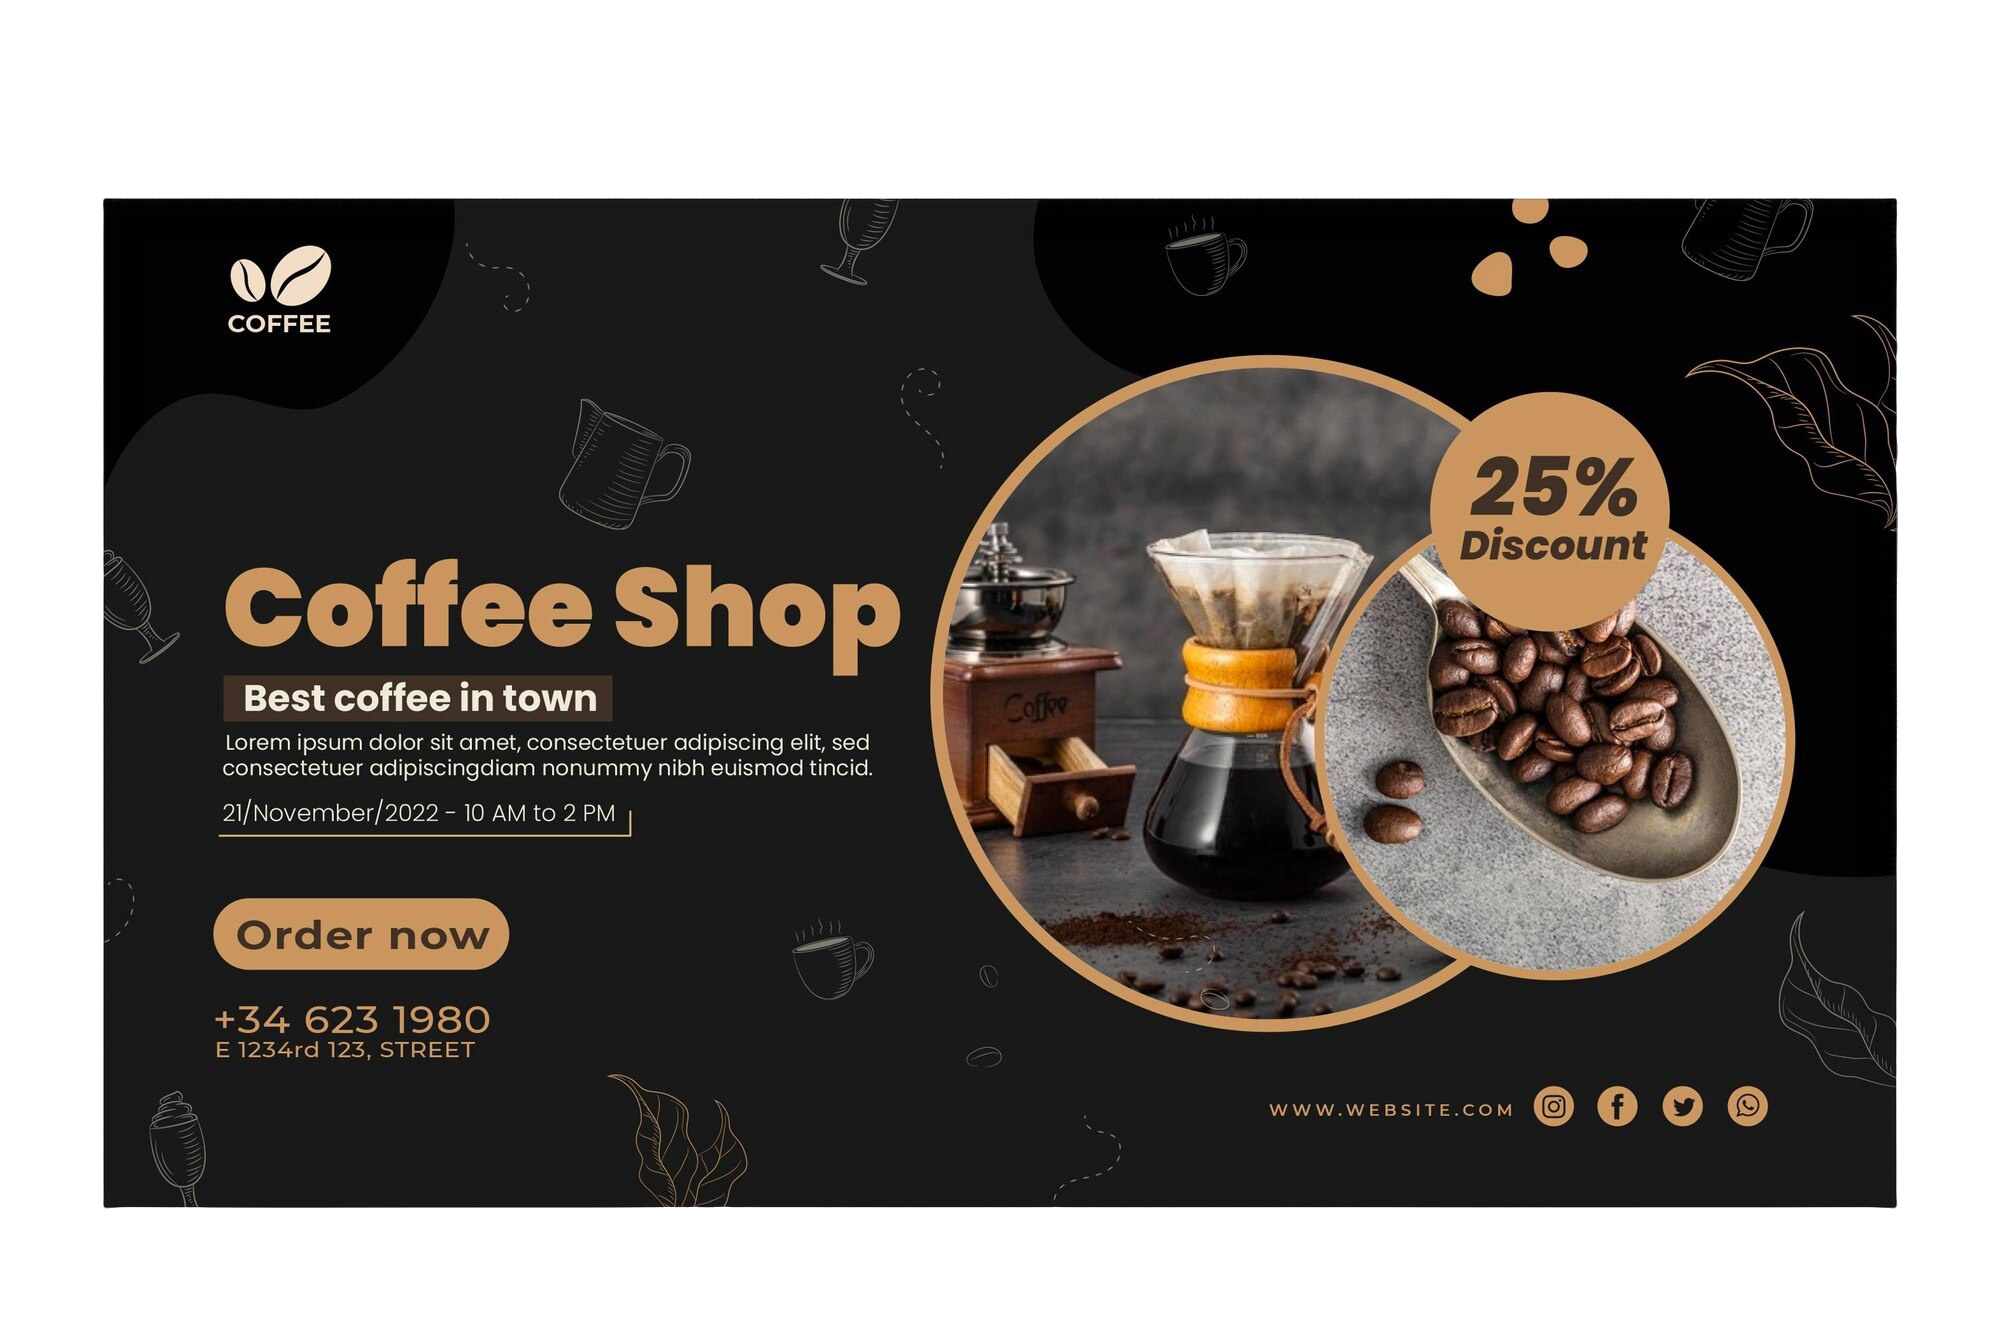 COFFEE
25%
Discount
Coffee Shop
Coffee
Best coffee in town
Lorem ipsum dolor sit amet, consectetuer adipiscing elit, sed
consectetuer adipiscingdiam nonummy nibh euismod tincid.
21/November/2022 - 10 AM to 2 PM
Order now
+34 623 1980
E 1234rd 123, STREET
WWW.WEBSITE.COM